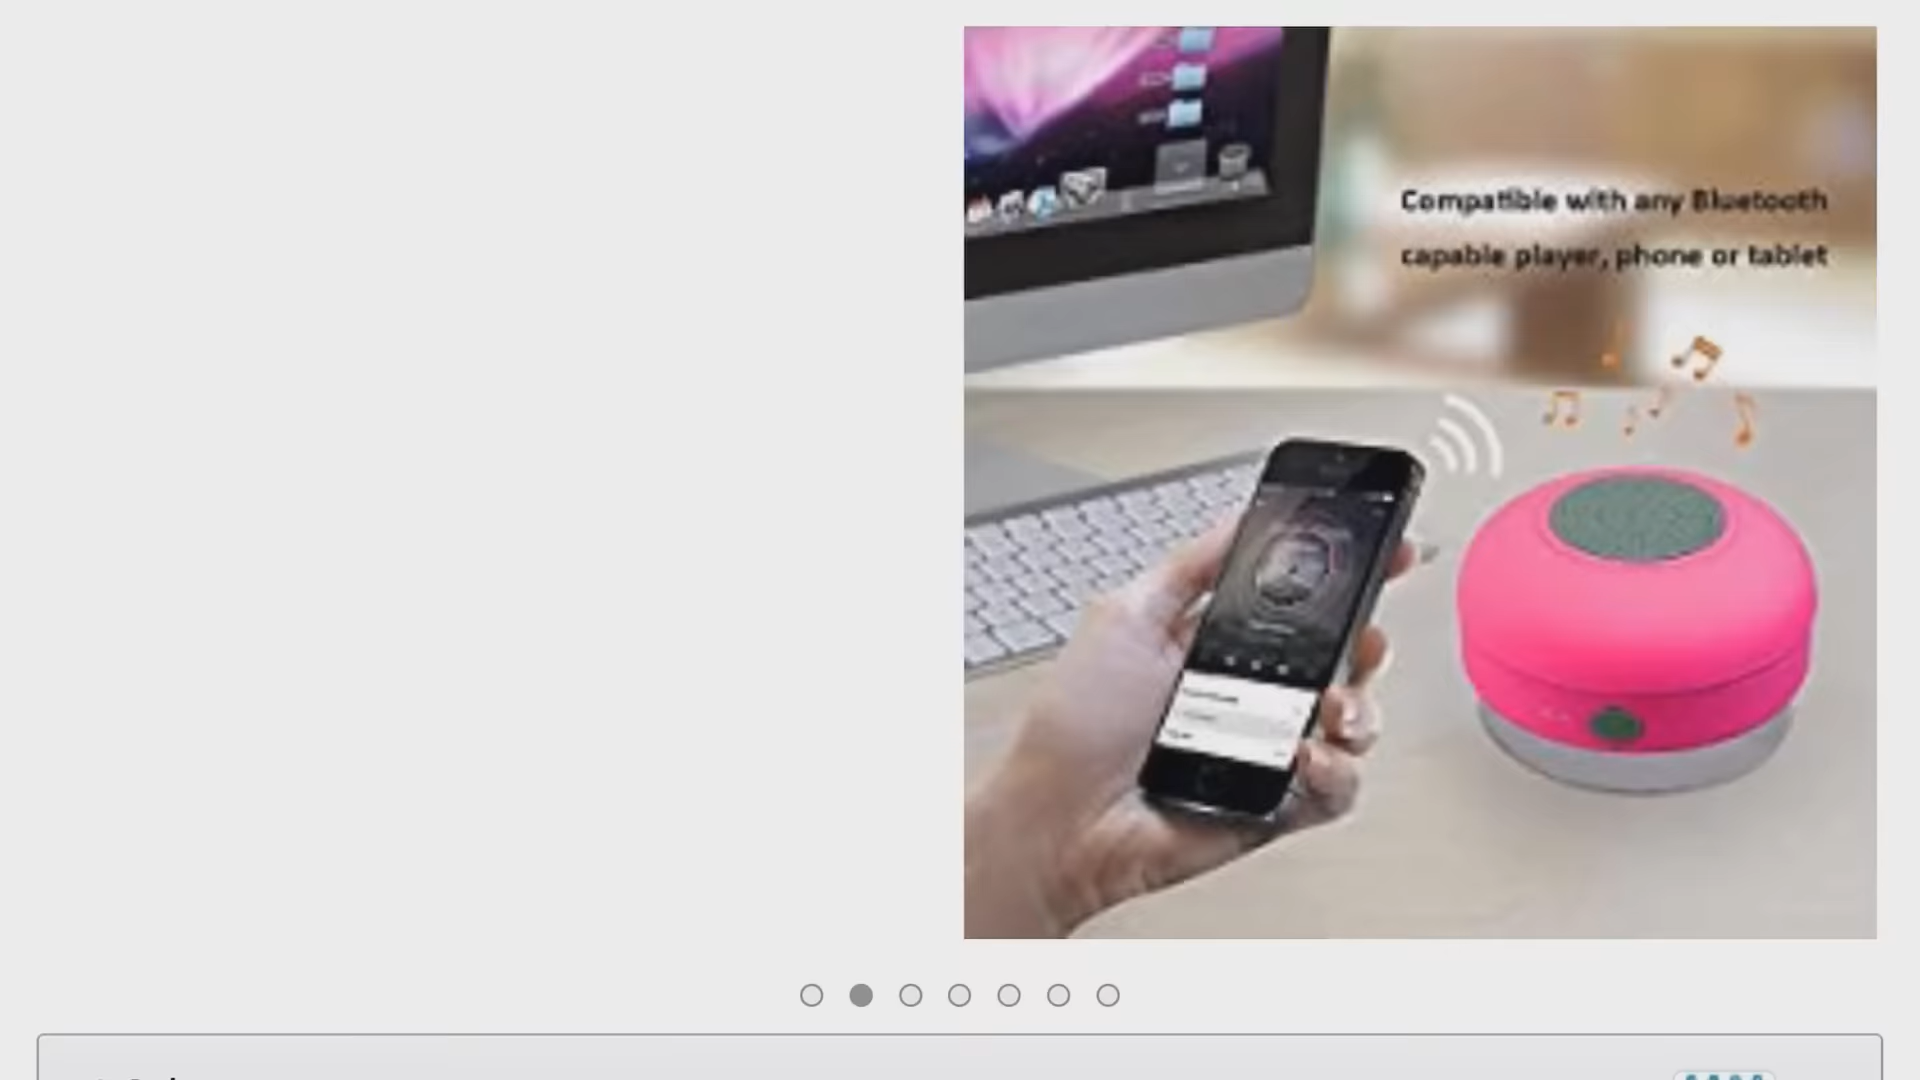 Compatible with any Bluetooth
capable player, phone or tablet